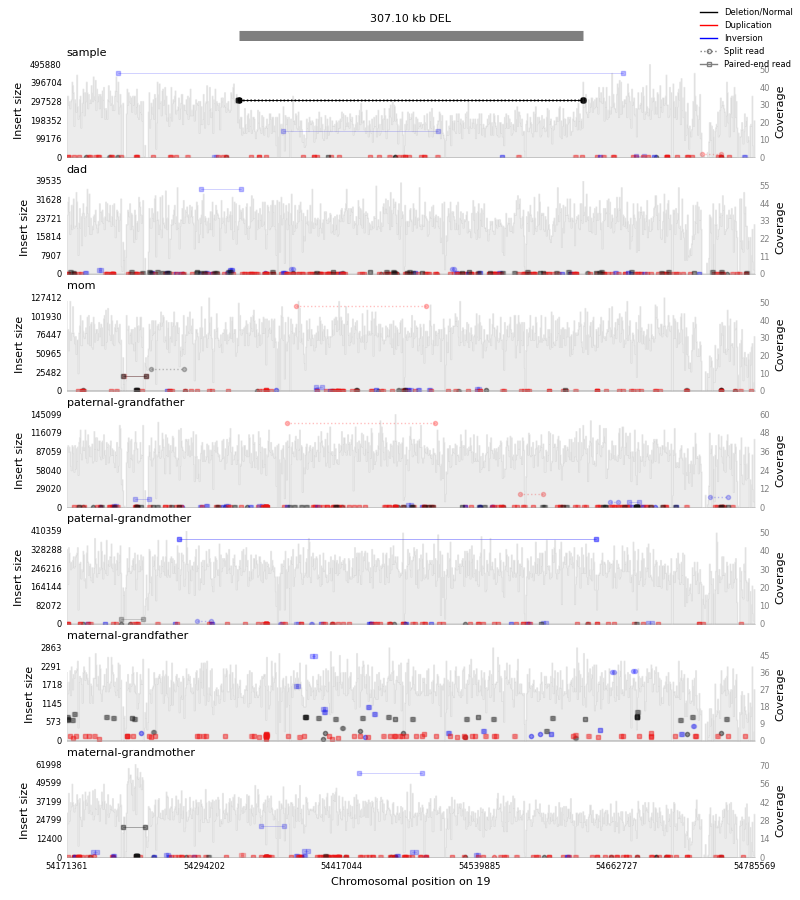 307.10 kb DEL
Deletion/Normal
Duplication
Inversion
Split read
Paired-end read
sample
495880
396704
297528
198352
99176
0
Insert size
50
40
30
20
10
0
Coverage
dad
39535
31628
23721
15814
7907
0
Insert size
55
44
33
22
11
0
Coverage
mom
127412
101930
76447
50965
25482
0
Insert size
50
40
30
20
10
0
Coverage
paternal-grandfather
145099
116079
87059
58040
29020
0
Insert size
60
48
36
24
12
0
Coverage
paternal-grandmother
410359
328288
246216
164144
82072
0
Insert size
50
40
30
20
10
0
Coverage
maternal-grandfather
2863
2291
1718
1145
573
0
Insert size
45
36
27
18
9
0
Coverage
maternal-grandmother
61998
49599
37199
24799
12400
0
Insert size
70
56
42
28
14
0
Coverage
54171361 54294202 54417044 54539885 54662727 54785569
Chromosomal position on 19